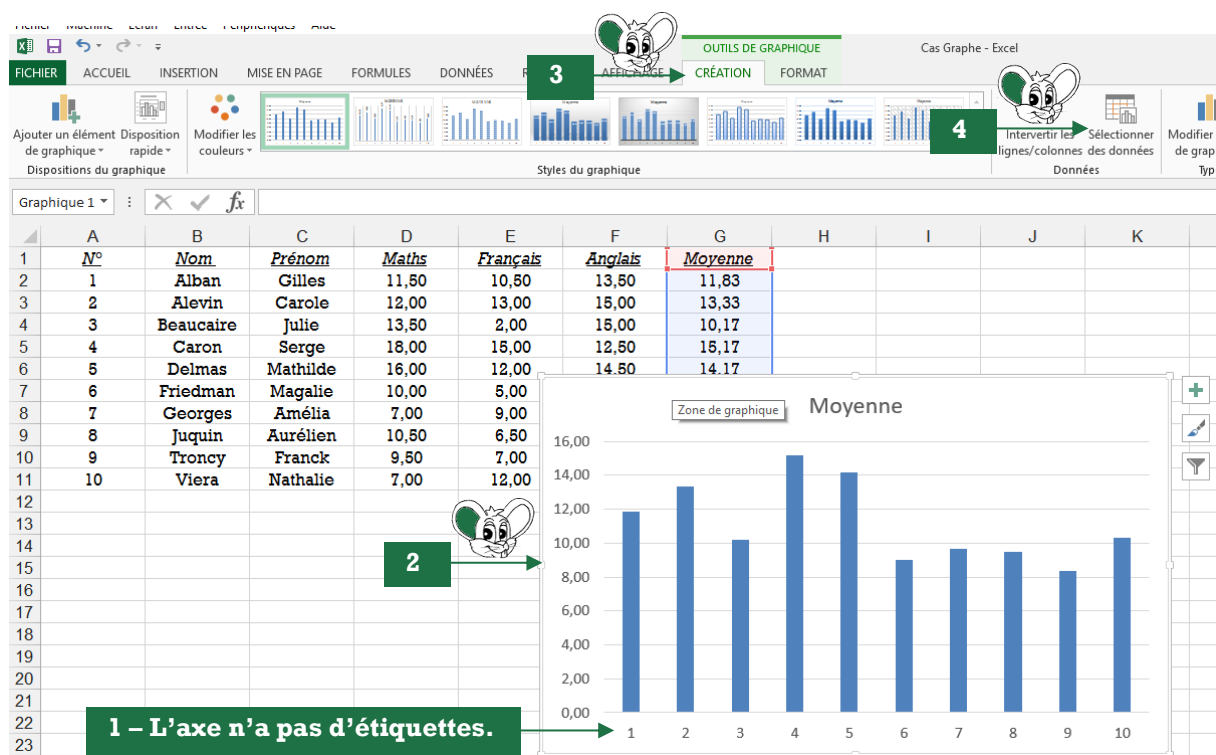 OUTILS DE GRAPHIQUE
Cas Graphe - Excel
FICHIER ACCUEIL INSERTION MISE EN PAGE FORMULES DONNÉES AFFICHAGE CRÉATION FORMAT
3
4
Ajouter un élément de graphique
Disposition rapide
Modifier les couleurs
Intervertir les lignes/colonnes
Sélectionner des données
Modifier
de grap
Dispositions du graphique
Styles du graphique
Données
Typ
Graphique 1
fx
A B C D E F G H I J K
1 N° Nom Prénom Maths Français Anglais Moyenne
2 1 Alban Gilles 11,50 10,50 13,50 11,83
3 2 Alevin Carole 12,00 13,00 15,00 13,33
4 3 Beaucaire Julie 13,50 2,00 15,00 10,17
5 4 Caron Serge 18,00 15,00 12,50 15,17
6 5 Delmas Mathilde 16,00 12,00 14,50 14,17
7 6 Friedman Magalie 10,00 5,00
8 7 Georges Amélia 7,00 9,00
9 8 Juquin Aurélien 10,50 6,50
10 9 Troncy Franck 9,50 7,00
11 10 Viera Nathalie 7,00 12,00
12
13
14
15
16
17
18
19
20
21
22
23
Zone de graphique
Moyenne
16,00
14,00
12,00
10,00
8,00
6,00
4,00
2,00
0,00
1 2 3 4 5 6 7 8 9 10
2
1 – L'axe n'a pas d'étiquettes.